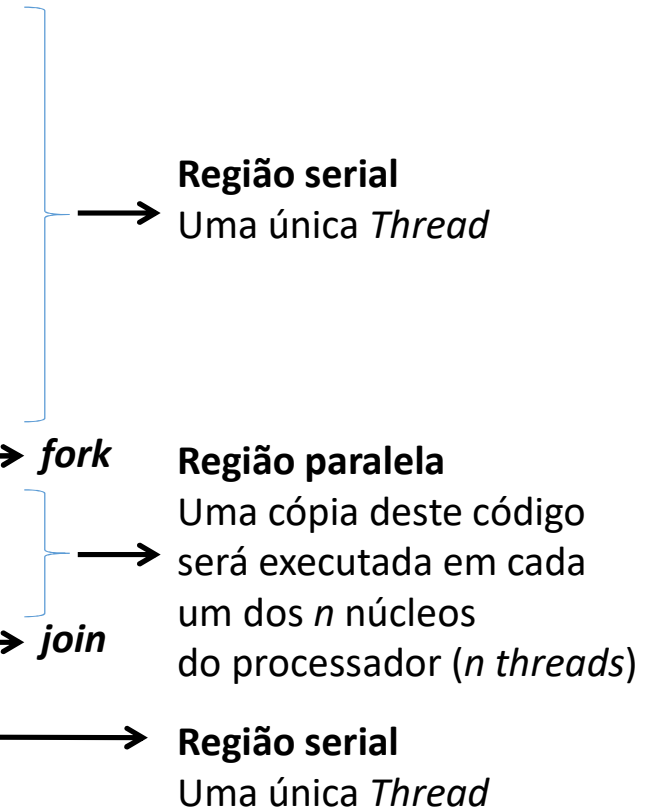 Região serial
Uma única Thread
fork
Região paralela
Uma cópia deste código
será executada em cada
um dos n núcleos
join
do processador (n threads)
Região serial
Uma única Thread